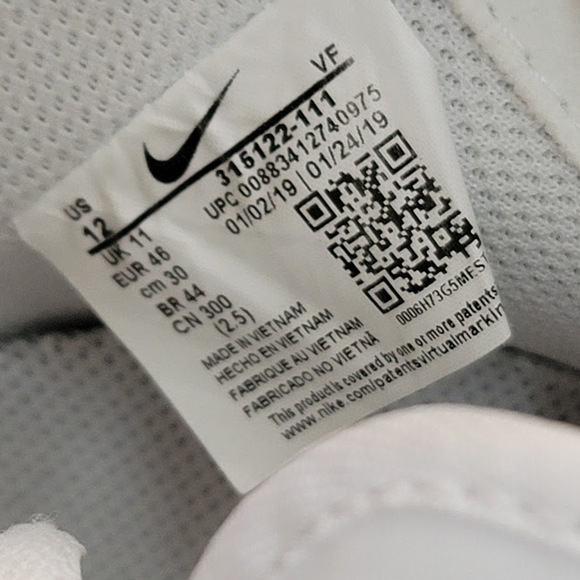 VF
315122-111
UPC 00883412740975
01/02/19 | 01/24/19
US
12
UK 11
EUR 46
cm 30
BR 44
CN 300
(2.5)
MADE IN VIETNAM
HECHO EN VIETNAM
FABRIQUE AU VIETNAM
FABRICADO NO VIETNÃ
0006H73G5MEST
This product is covered by one or more patents
www.nike.com/patentsvirtualmarkin